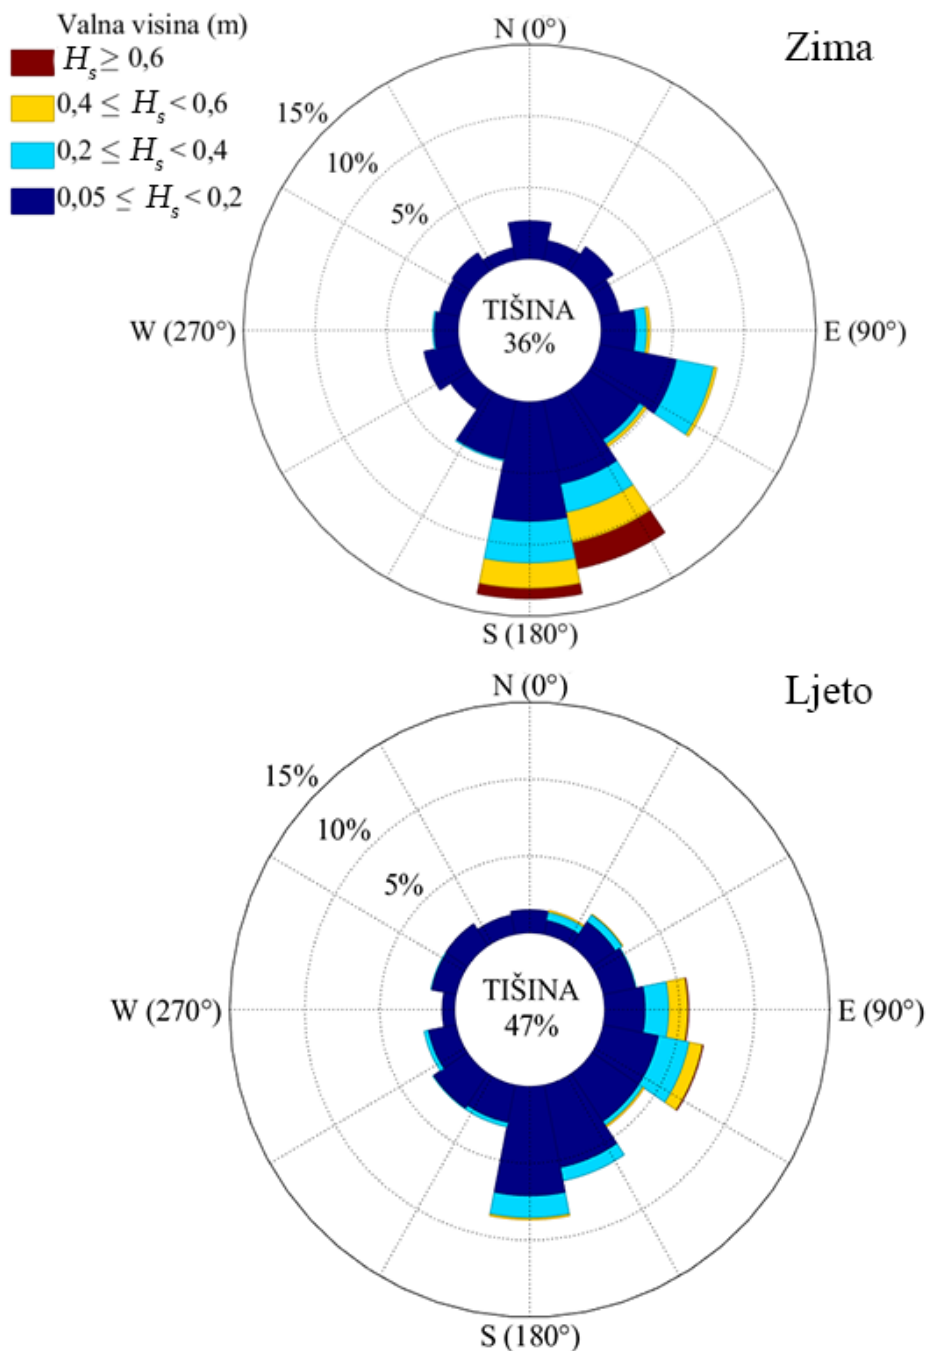 Valna visina (m)
H_s ≥ 0,6
0,4 ≤ H_s < 0,6
0,2 ≤ H_s < 0,4
0,05 ≤ H_s < 0,2
N (0°)
Zima
15%
10%
5%
W (270°)
TIŠINA
36%
E (90°)
S (180°)
N (0°)
Ljeto
15%
10%
5%
W (270°)
TIŠINA
47%
E (90°)
S (180°)